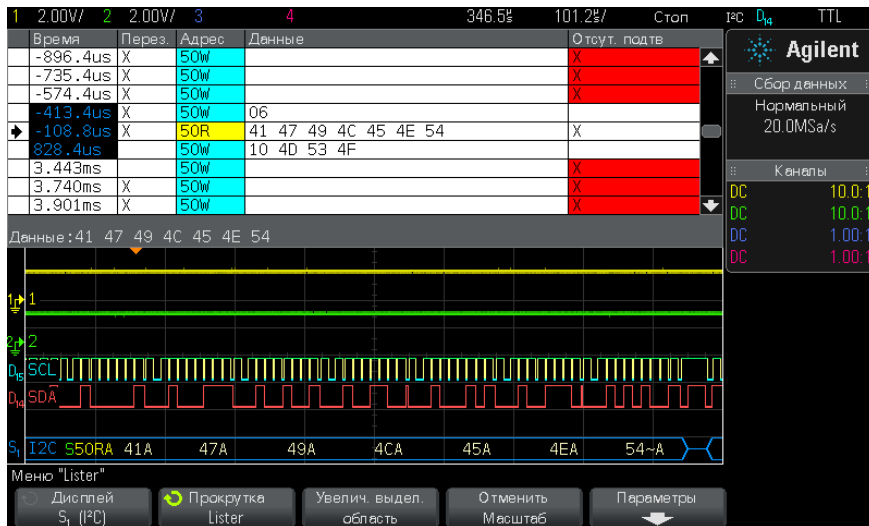 1 2.00V/ 2 2.00V/ 3 4 346.5% 101.2%/ Стоп I²C D14 TTL
Время Перез. Адрес Данные Отсут. подтв
-896.4us X 50W X
-735.4us X 50W X
-574.4us X 50W X
-413.4us X 50W 06
-108.8us X 50R 41 47 49 4C 45 4E 54 X
828.4us 50W 10 4D 53 4F
3.443ms 50W X
3.740ms X 50W X
3.901ms X 50W X
Данные:41 47 49 4C 45 4E 54
Agilent
Сбор данных
Нормальный
20.0MSa/s
Каналы
DC 10.0:1
DC 10.0:1
DC 1.00:1
DC 1.00:1
1 1
2 2
D15 SCL
D14 SDA
S1 I2C S50RA 41A 47A 49A 4CA 45A 4EA 54~A
Меню "Lister"
Дисплей
S1 (I²C)
Прокрутка
Lister
Увелич. выдел.
область
Отменить
Масштаб
Параметры